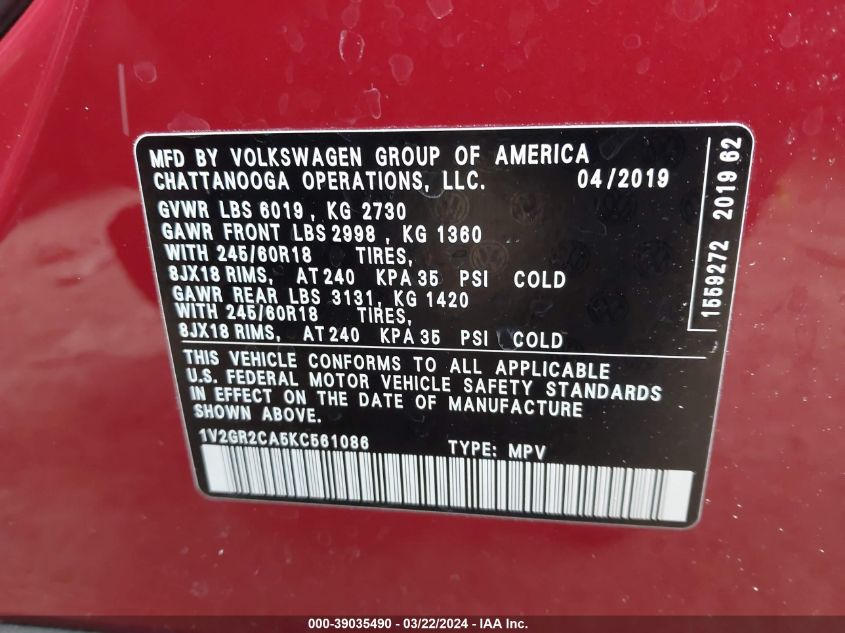 MFD BY VOLKSWAGEN GROUP OF AMERICA
CHATTANOOGA OPERATIONS, LLC. 04/2019
GVWR LBS 6019, KG 2730
GAWR FRONT LBS 2998, KG 1360
WITH 245/60R18 TIRES,
8JX18 RIMS, AT 240 KPA 35 PSI COLD
GAWR REAR LBS 3131, KG 1420
WITH 245/60R18 TIRES,
8JX18 RIMS, AT 240 KPA 35 PSI COLD
THIS VEHICLE CONFORMS TO ALL APPLICABLE
U.S. FEDERAL MOTOR VEHICLE SAFETY STANDARDS
IN EFFECT ON THE DATE OF MANUFACTURE
SHOWN ABOVE.
1V2GR2CA5KC561086 TYPE: MPV
1559272 2019 62
000-39035490 - 03/22/2024 - IAA Inc.